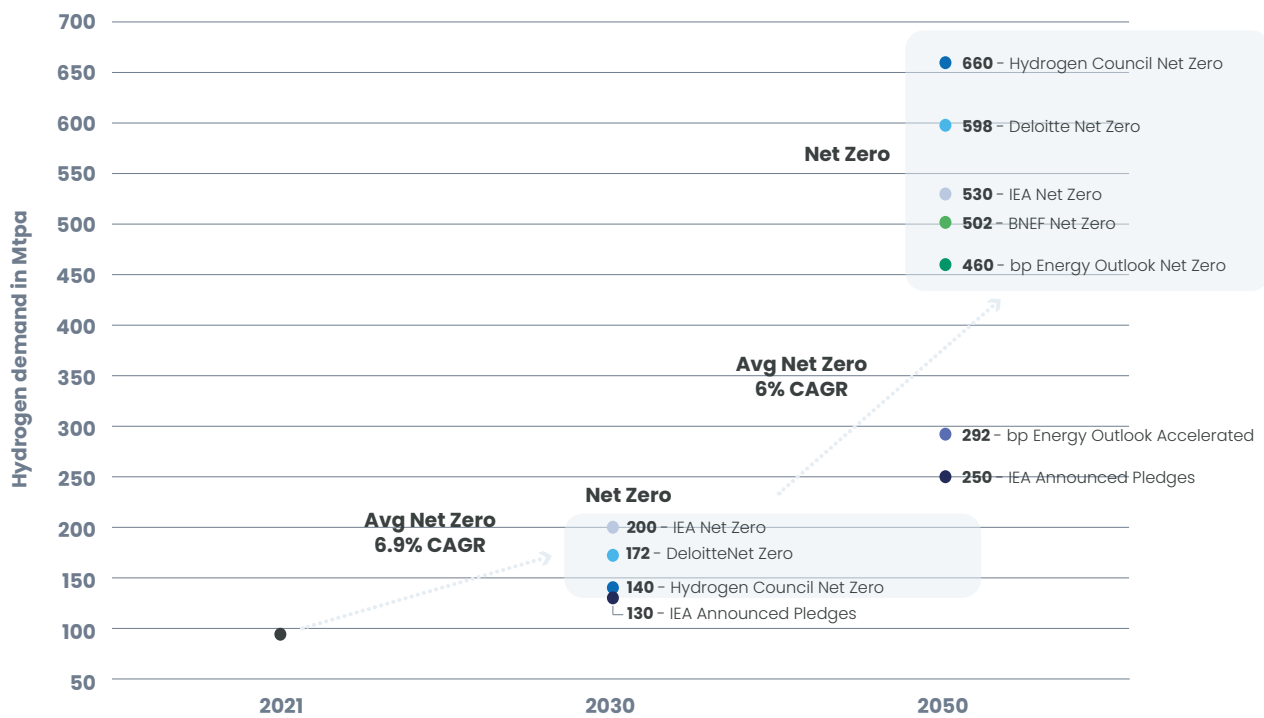 Hydrogen demand in Mtpa
700
650
600
550
500
450
400
350
300
250
200
150
100
50
660 - Hydrogen Council Net Zero
598 - Deloitte Net Zero
Net Zero
530 - IEA Net Zero
502 - BNEF Net Zero
460 - bp Energy Outlook Net Zero
Avg Net Zero
6% CAGR
292 - bp Energy Outlook Accelerated
250 - IEA Announced Pledges
Net Zero
Avg Net Zero
6.9% CAGR
200 - IEA Net Zero
172 - DeloitteNet Zero
140 - Hydrogen Council Net Zero
130 - IEA Announced Pledges
2021
2030
2050